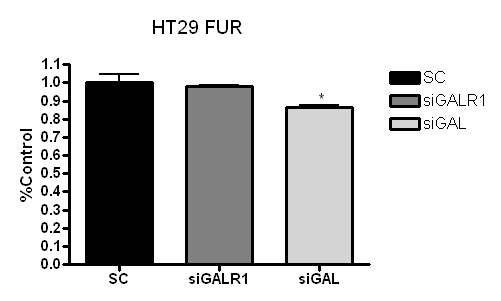 HT29 FUR
1.1
1.0
0.9
0.8
0.7
0.6
0.5
0.4
0.3
0.2
0.1
0.0
%Control
*
SC
siGALR1
siGAL
SC
siGALR1
siGAL